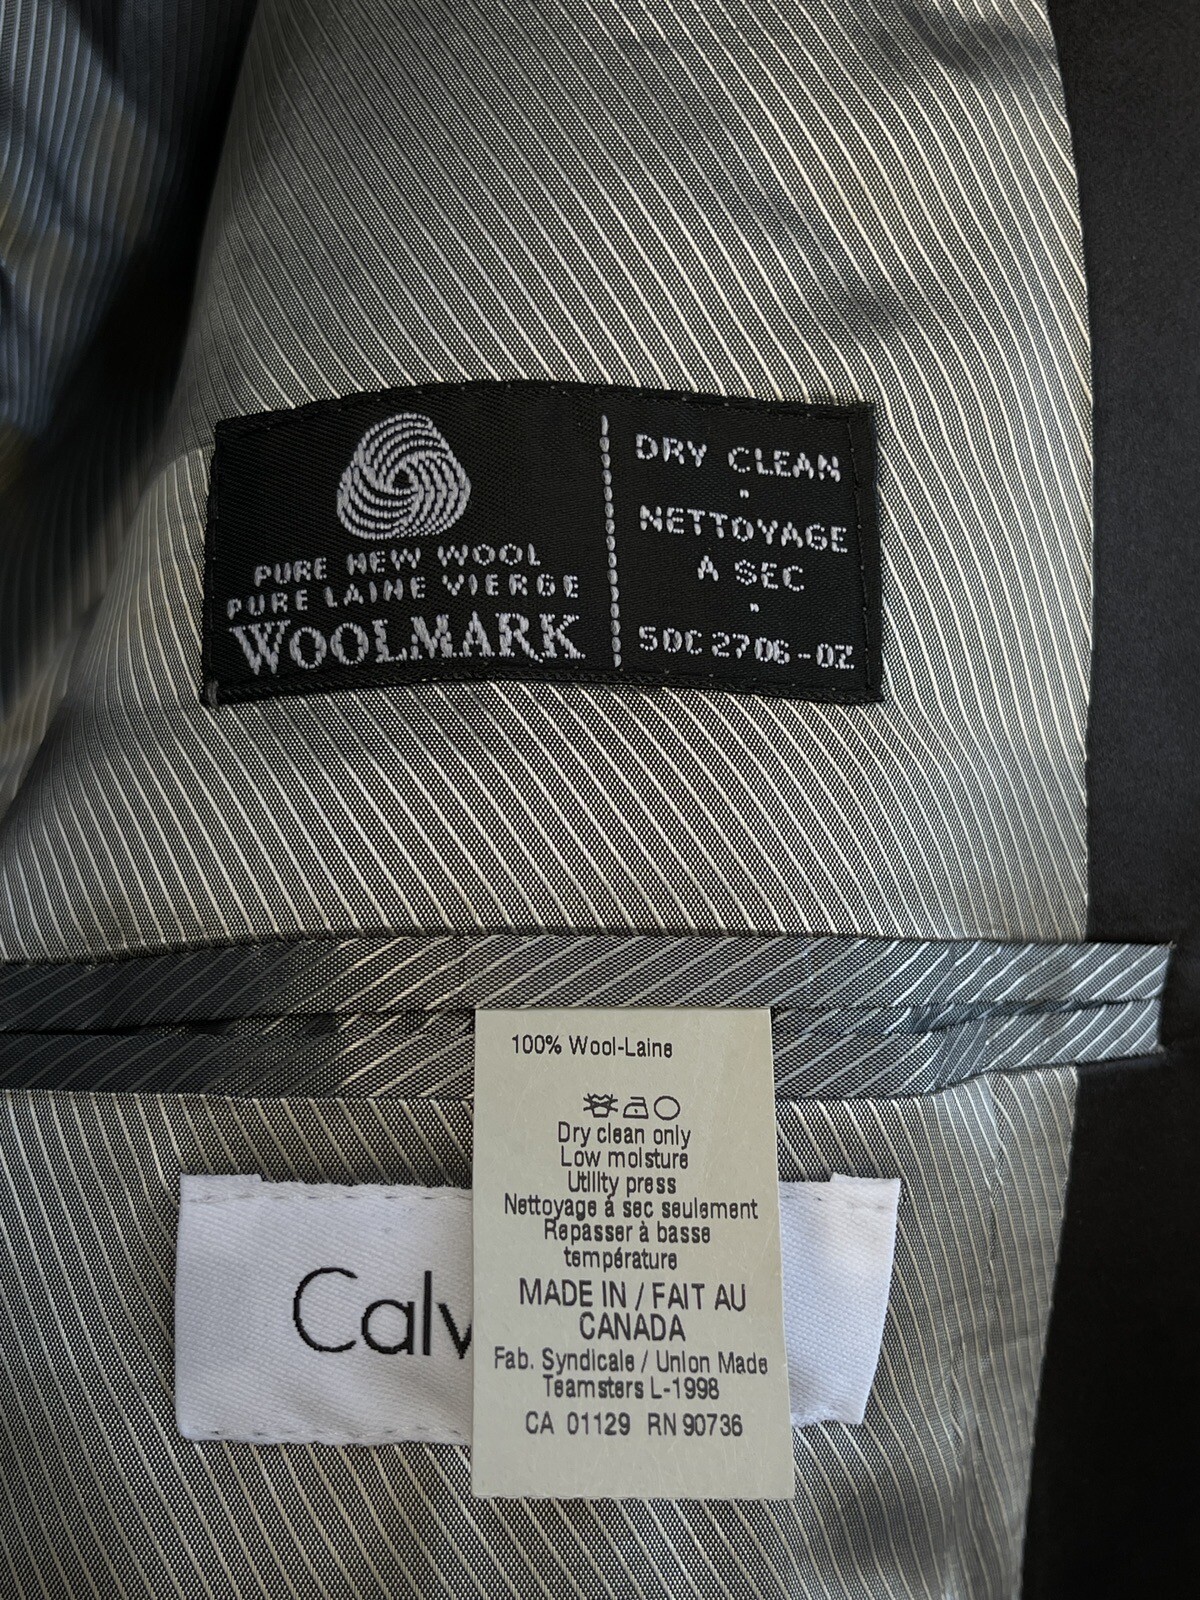 PURE NEW WOOL
PURE LAINE VIERGE
WOOLMARK
DRY CLEAN
NETTOYAGE
A SEC
SOC 2706-OZ
100% Wool-Laine
Dry clean only
Low moisture
Utility press
Nettoyage à sec seulement
Repasser à basse
température
MADE IN / FAIT AU
CANADA
Fab. Syndicale / Union Made
Teamsters L-1998
CA 01129 RN 90736
Calv